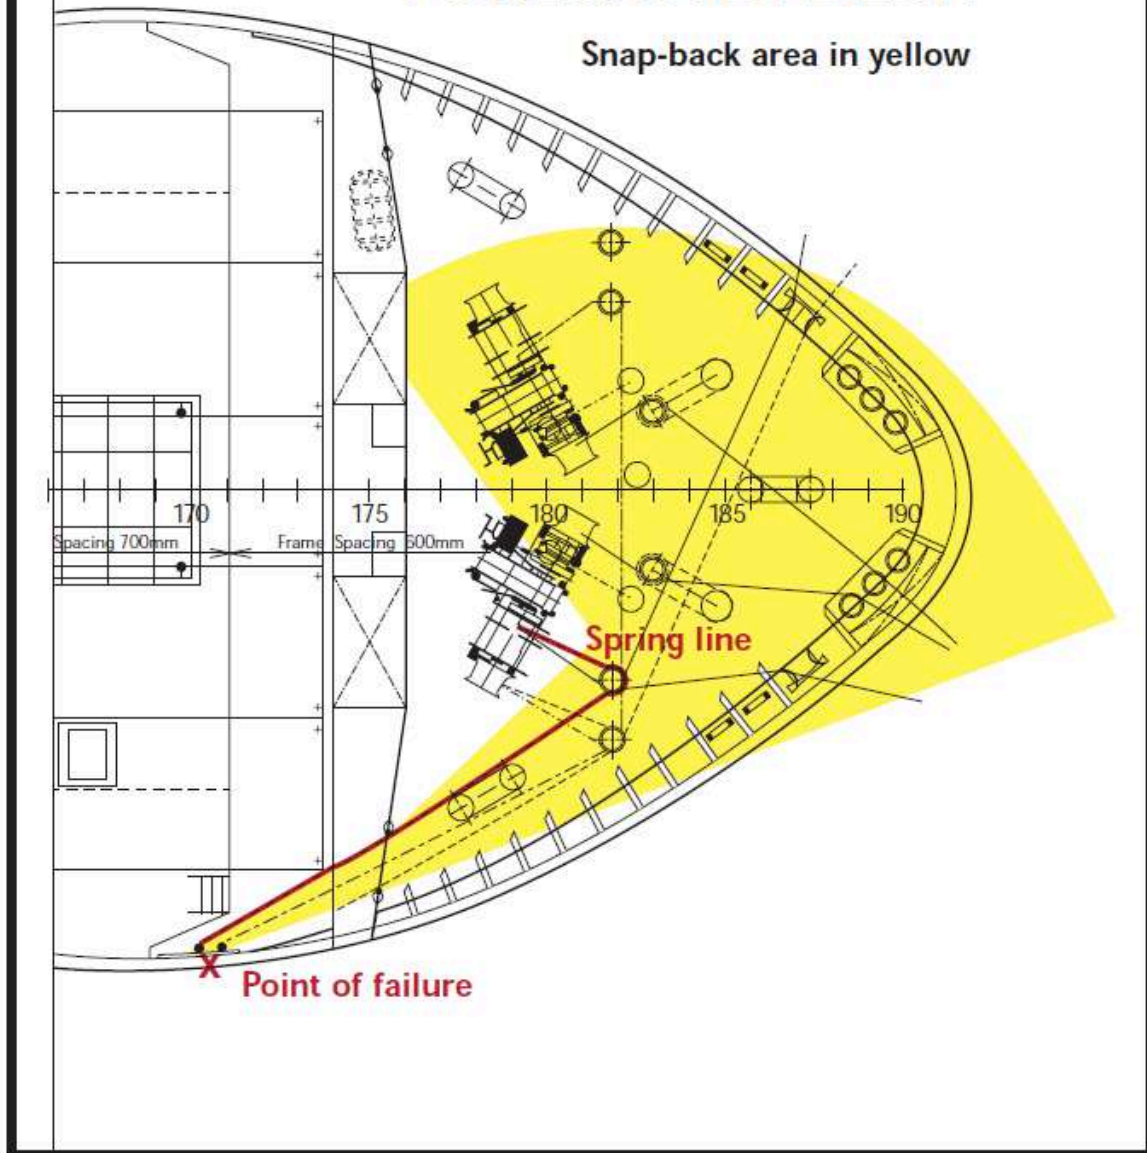 Snap-back area in yellow
170 175 180 185 190
Spacing 700mm Frame Spacing 600mm
Spring line
X
Point of failure